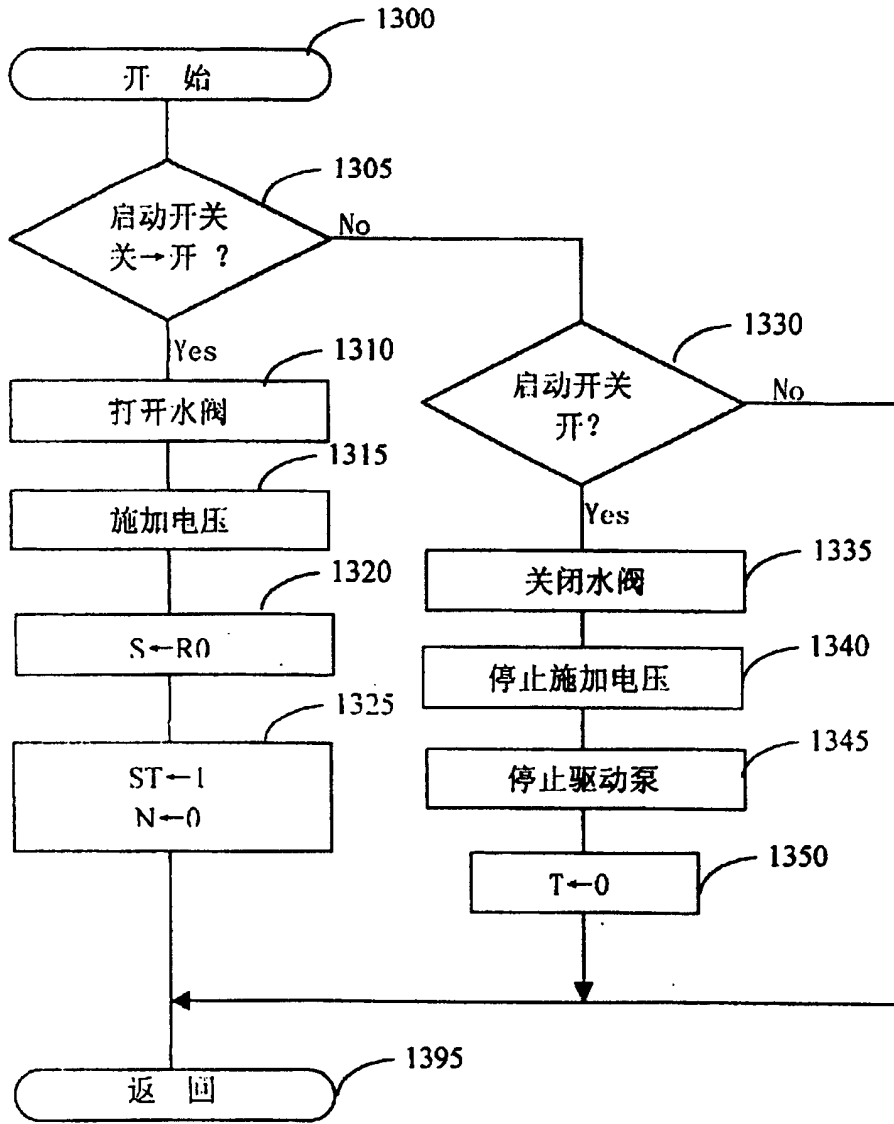 1300
开 始
1305
启动开关
关→开 ?
No
Yes
1310
打开水阀
1315
施加电压
1320
S←R0
1325
ST←1
N←0
1330
启动开关
开?
No
Yes
1335
关闭水阀
1340
停止施加电压
1345
停止驱动泵
1350
T←0
返 回
1395